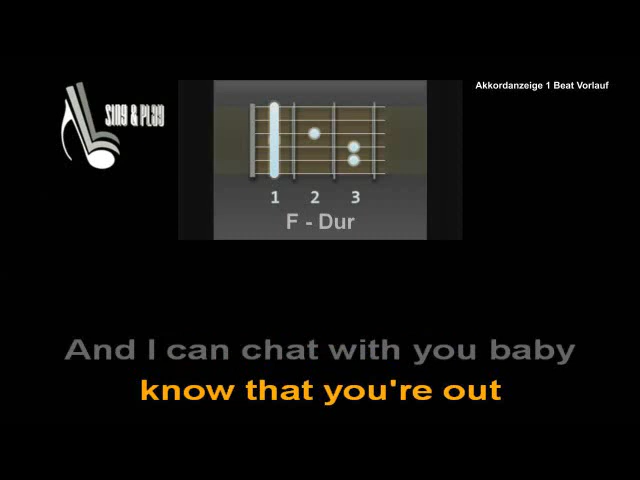 Akkordanzeige 1 Beat Vorlauf
SING & PLAY
1 2 3
F - Dur
And I can chat with you baby
know that you're out